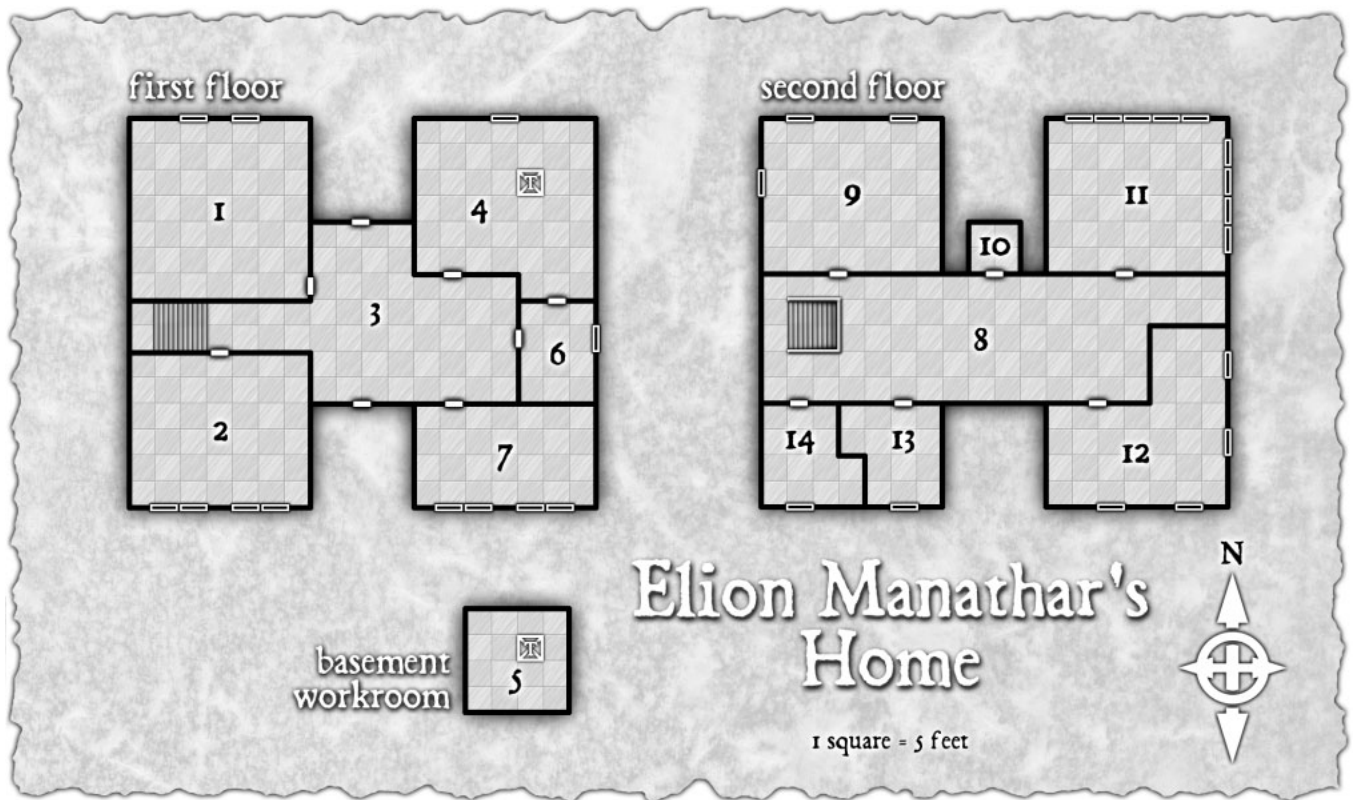 first floor
second floor
1
4
T
3
6
2
7
9
10
11
8
14
13
12
N
Elion Manathar's
Home
basement
workroom
T
5
1 square = 5 feet